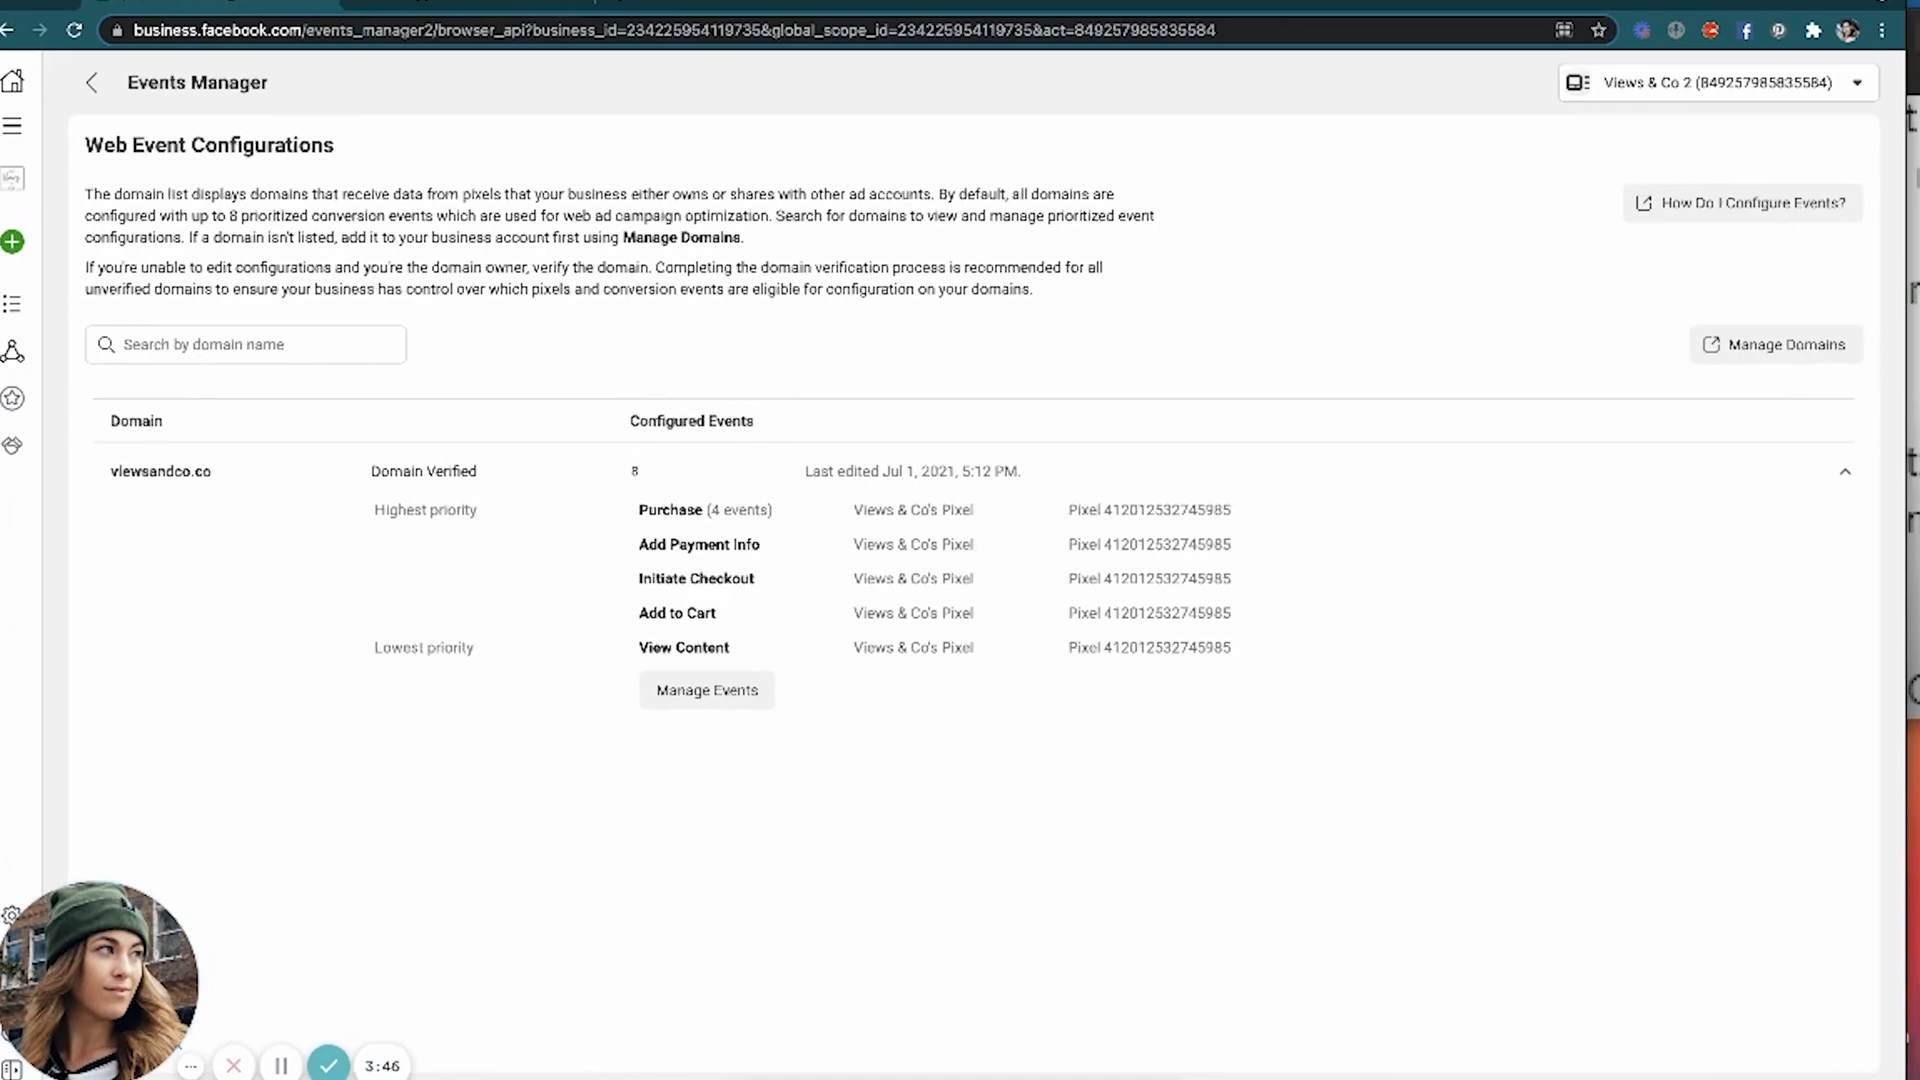 business.facebook.com/events_manager2/browser_api?business_id=234225954119735&global_scope_id=234225954119735&act=849257985835584
Events Manager
Views & Co 2 (849257985835584)
Web Event Configurations
The domain list displays domains that receive data from pixels that your business either owns or shares with other ad accounts. By default, all domains are
configured with up to 8 prioritized conversion events which are used for web ad campaign optimization. Search for domains to view and manage prioritized event
configurations. If a domain isn't listed, add it to your business account first using Manage Domains.
How Do I Configure Events?
If you're unable to edit configurations and you're the domain owner, verify the domain. Completing the domain verification process is recommended for all
unverified domains to ensure your business has control over which pixels and conversion events are eligible for configuration on your domains.
Search by domain name
Manage Domains
Domain Configured Events
viewsandco.co Domain Verified 8 Last edited Jul 1, 2021, 5:12 PM.
Highest priority Purchase (4 events) Views & Co's Pixel Pixel 412012532745985
Add Payment Info Views & Co's Pixel Pixel 412012532745985
Initiate Checkout Views & Co's Pixel Pixel 412012532745985
Add to Cart Views & Co's Pixel Pixel 412012532745985
Lowest priority View Content Views & Co's Pixel Pixel 412012532745985
Manage Events
3:46